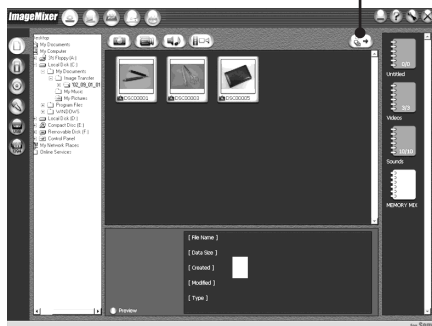 ImageMixer
Desktop
My Documents
My Computer
3½ Floppy (A:)
Local Disk (C:)
My Documents
Image Transfer
'02_09_01_01
My Music
My Pictures
Program Files
WINDOWS
Local Disk (D:)
Compact Disc (E:)
Removable Disk (F:)
Control Panel
My Network Places
Online Services
DSC00001
DSC00003
DSC00005
0/0
Untitled
3/3
Videos
10/10
Sounds
MEMORY MIX
[ File Name ]
[ Data Size ]
[ Created ]
[ Modified ]
[ Type ]
Preview